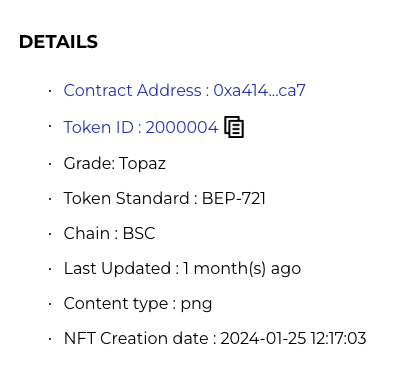 DETAILS
Contract Address : 0xa414...ca7
Token ID : 2000004
Grade: Topaz
Token Standard : BEP-721
Chain : BSC
Last Updated : 1 month(s) ago
Content type : png
NFT Creation date : 2024-01-25 12:17:03